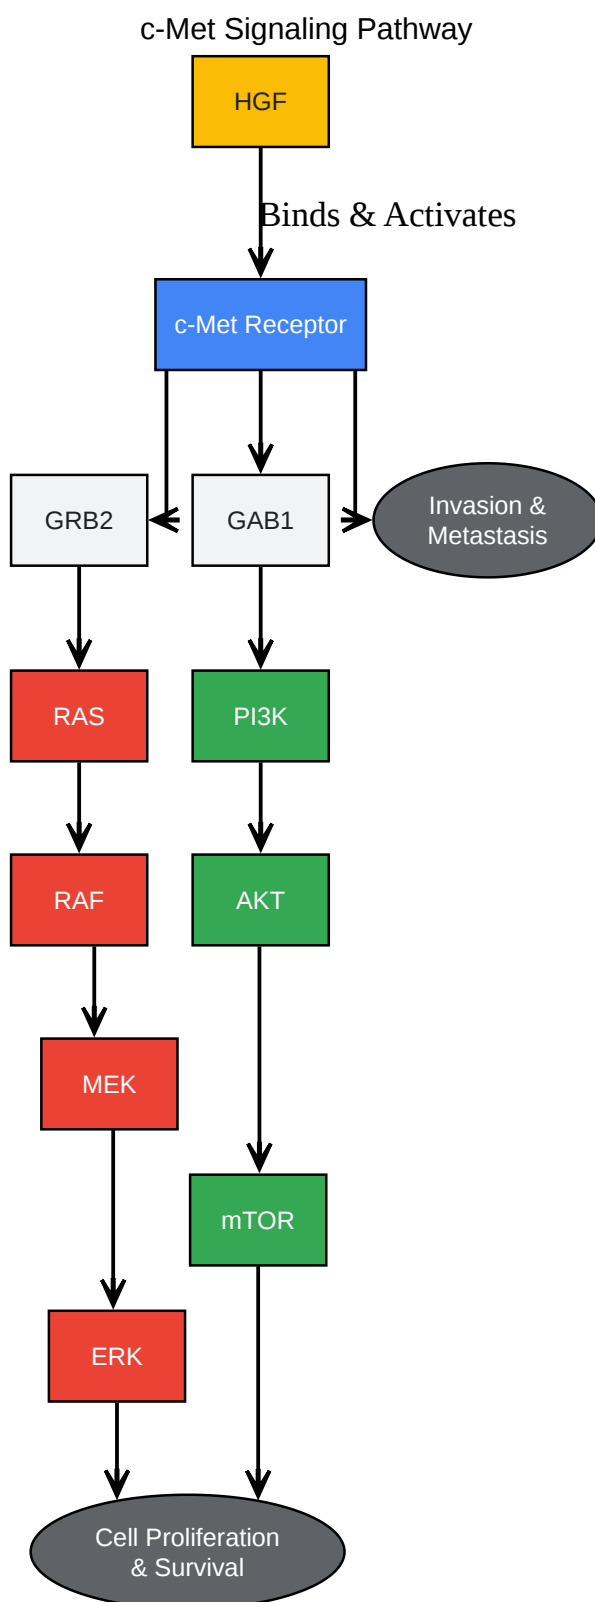 c-Met Signaling Pathway
HGF
Binds & Activates
c-Met Receptor
GRB2
GAB1
Invasion &
Metastasis
RAS
PI3K
RAF
AKT
MEK
mTOR
ERK
Cell Proliferation
& Survival